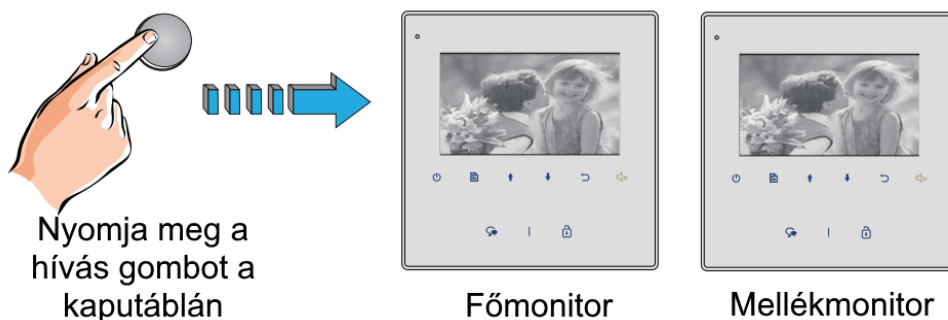 Nyomja meg a
hívás gombot a
kaputáblán
Főmonitor
Mellékmonitor